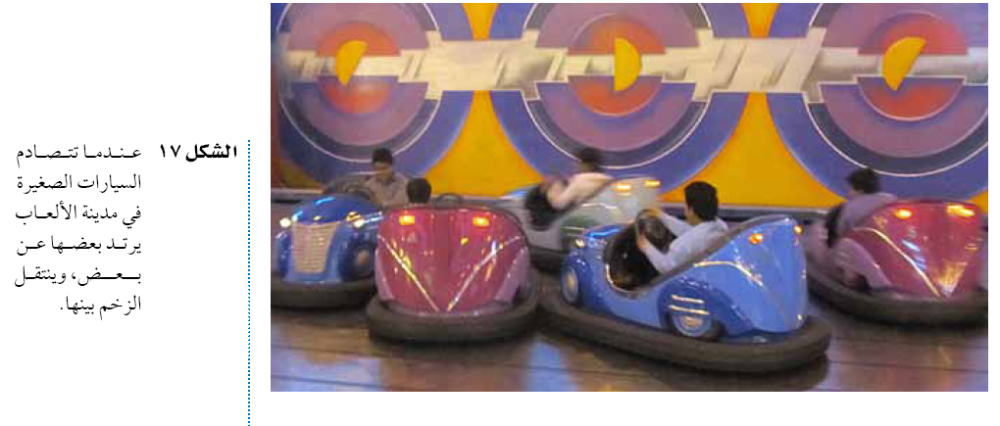 الشكل ١٧ عندما تتصادم
السيارات الصغيرة
في مدينة الألعاب
يرتد بعضها عن
بعض، وينتقل
الزخم بينها.